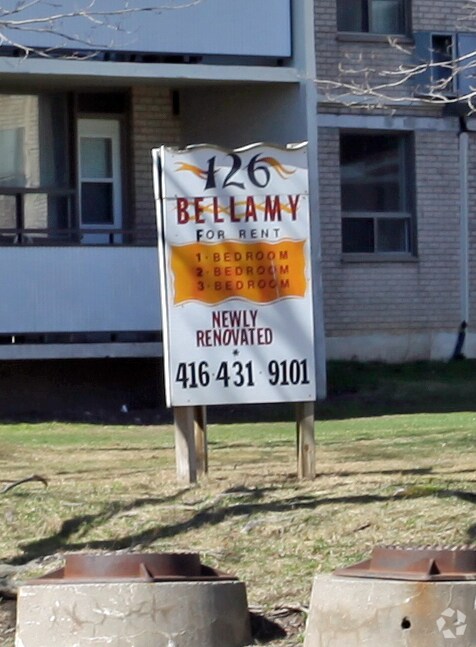 126
BELLAMY
FOR RENT
1 · BEDROOM
2 · BEDROOM
3 · BEDROOM
NEWLY
RENOVATED
416 · 431 · 9101